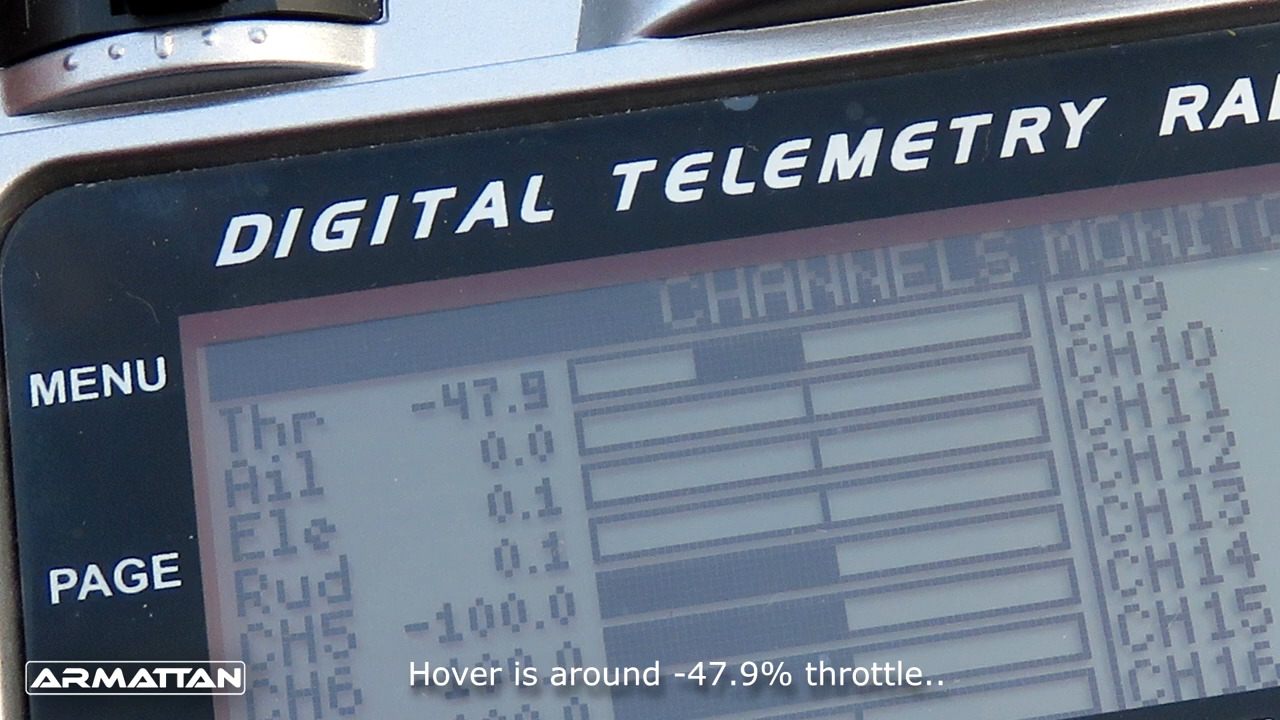 DIGITAL TELEMETRY RA
CHANNELS MONITO
MENU
Thr -47.9 CH9
Ail 0.0 CH10
Ele 0.1 CH11
Rud 0.1 CH12
CH5 -100.0 CH13
CH6 CH14
CH15
PAGE
ARMATTAN
Hover is around -47.9% throttle..